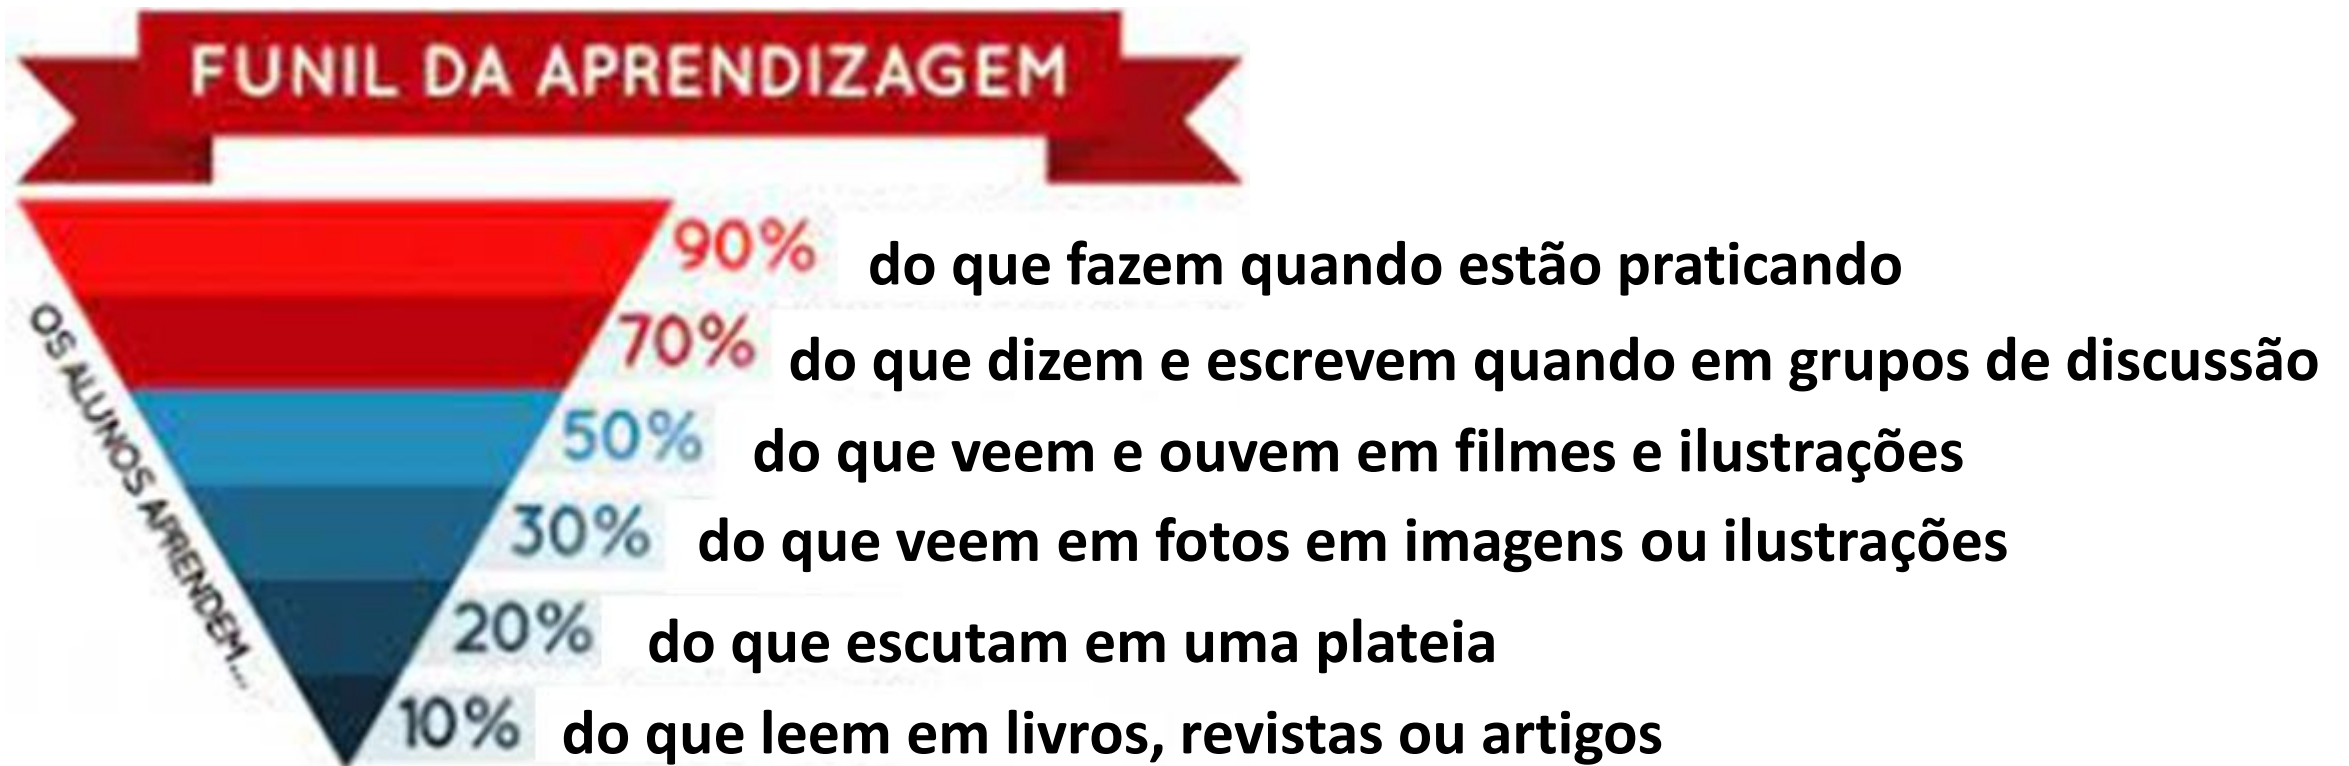 FUNIL DA APRENDIZAGEM
OS ALUNOS APRENDEM...
90% do que fazem quando estão praticando
70% do que dizem e escrevem quando em grupos de discussão
50% do que veem e ouvem em filmes e ilustrações
30% do que veem em fotos em imagens ou ilustrações
20% do que escutam em uma plateia
10% do que leem em livros, revistas ou artigos